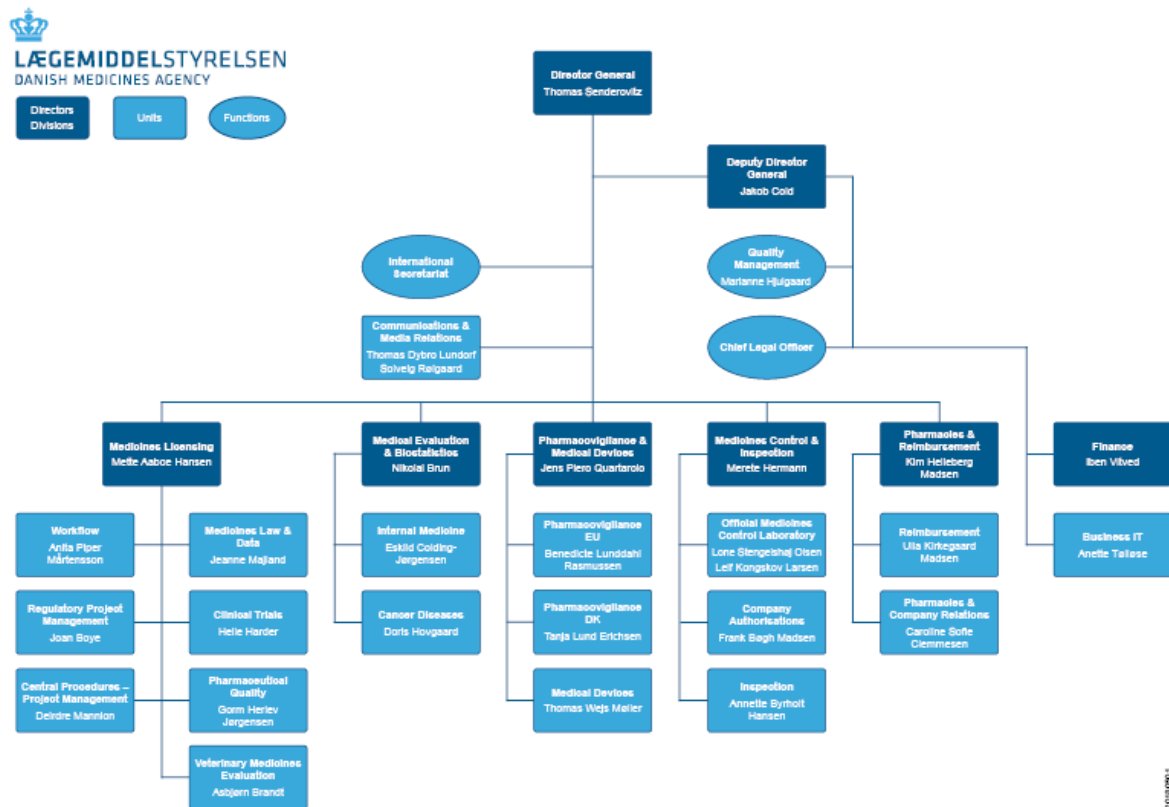 LÆGEMIDDELSTYRELSEN
DANISH MEDICINES AGENCY
Directors
Divisions
Units
Functions
Director General
Thomas Senderovitz
Deputy Director
General
Jakob Cold
International
Secretariat
Quality
Management
Marianne Hjulgaard
Communications &
Media Relations
Thomas Dybro Lundorf
Solveig Rølgaard
Chief Legal Officer
Medicines Licensing
Mette Aaboe Hansen
Medical Evaluation
& Biostatistics
Nikolai Brun
Pharmacovigilance &
Medical Devices
Jens Piero Quartarolo
Medicines Control &
Inspection
Merete Hermann
Pharmacies &
Reimbursement
Kim Helleberg
Madsen
Finance
Iben Vitved
Workflow
Anita Piper
Mårtensson
Medicines Law &
Data
Jeanne Majland
Internal Medicine
Eskild Colding-
Jørgensen
Pharmacovigilance
EU
Benedicte Lunddahl
Rasmussen
Official Medicines
Control Laboratory
Lone Stengelshøj Olsen
Leif Kongskov Larsen
Reimbursement
Ulla Kirkegaard
Madsen
Business IT
Anette Tølløse
Regulatory Project
Management
Joan Boye
Clinical Trials
Helle Harder
Cancer Diseases
Doris Hovgaard
Pharmacovigilance
DK
Tanja Lund Erichsen
Company
Authorisations
Frank Bøgh Madsen
Pharmacies &
Company Relations
Caroline Sofie
Clemmesen
Central Procedures –
Project Management
Deirdre Mannion
Pharmaceutical
Quality
Gorm Herlev
Jørgensen
Medical Devices
Thomas Wejs Møller
Inspection
Annette Byrholt
Hansen
Veterinary Medicines
Evaluation
Asbjørn Brandt